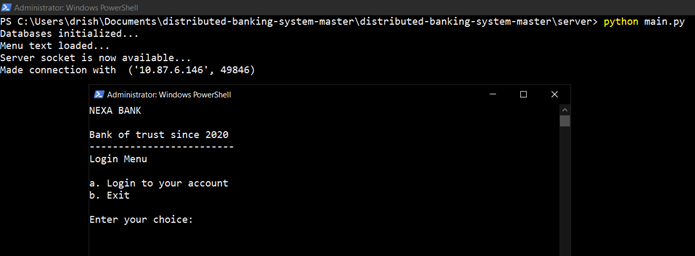 Administrator: Windows PowerShell
PS C:\Users\drish\Documents\distributed-banking-system-master\distributed-banking-system-master\server> python main.py
Databases initialized...
Menu text loaded...
Server socket is now available...
Made connection with  ('10.87.6.146', 49846)
Administrator: Windows PowerShell
NEXA BANK
Bank of trust since 2020
-------------------------
Login Menu
a. Login to your account
b. Exit
Enter your choice: